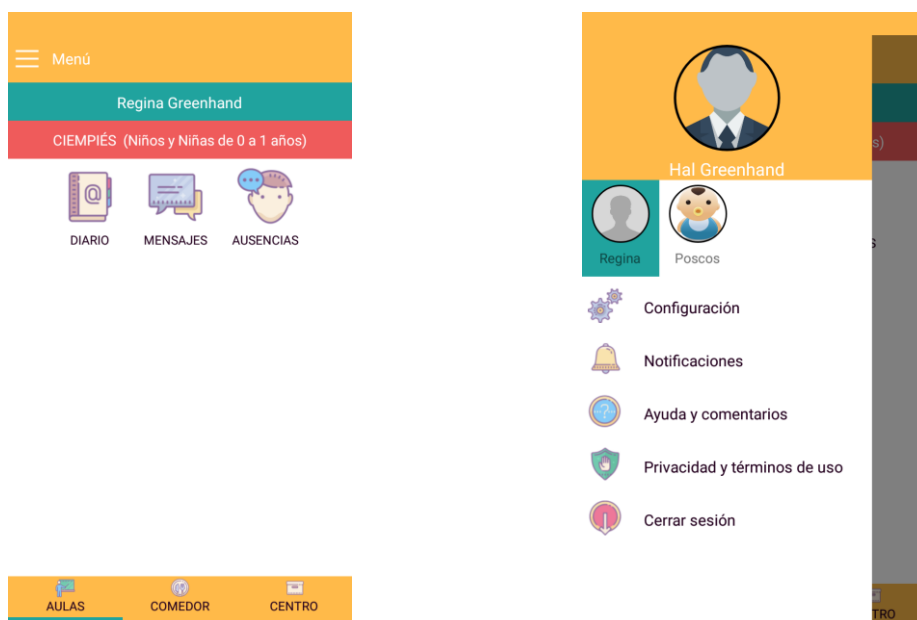 Menú
Regina Greenhand
CIEMPIÉS (Niños y Niñas de 0 a 1 años)
@
DIARIO MENSAJES AUSENCIAS
AULAS COMEDOR CENTRO
Hal Greenhand
s)
Regina Poscos
s
Configuración
Notificaciones
?
Ayuda y comentarios
Privacidad y términos de uso
Cerrar sesión
TRO